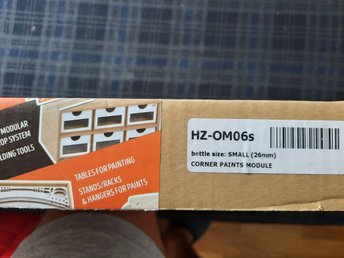 MODULAR
OP SYSTEM
LDING TOOLS
TABLES FOR PAINTING
STANDS/RACKS
& HANGERS FOR PAINTS
HZ-OM06s
bottle size: SMALL (26mm)
CORNER PAINTS MODULE